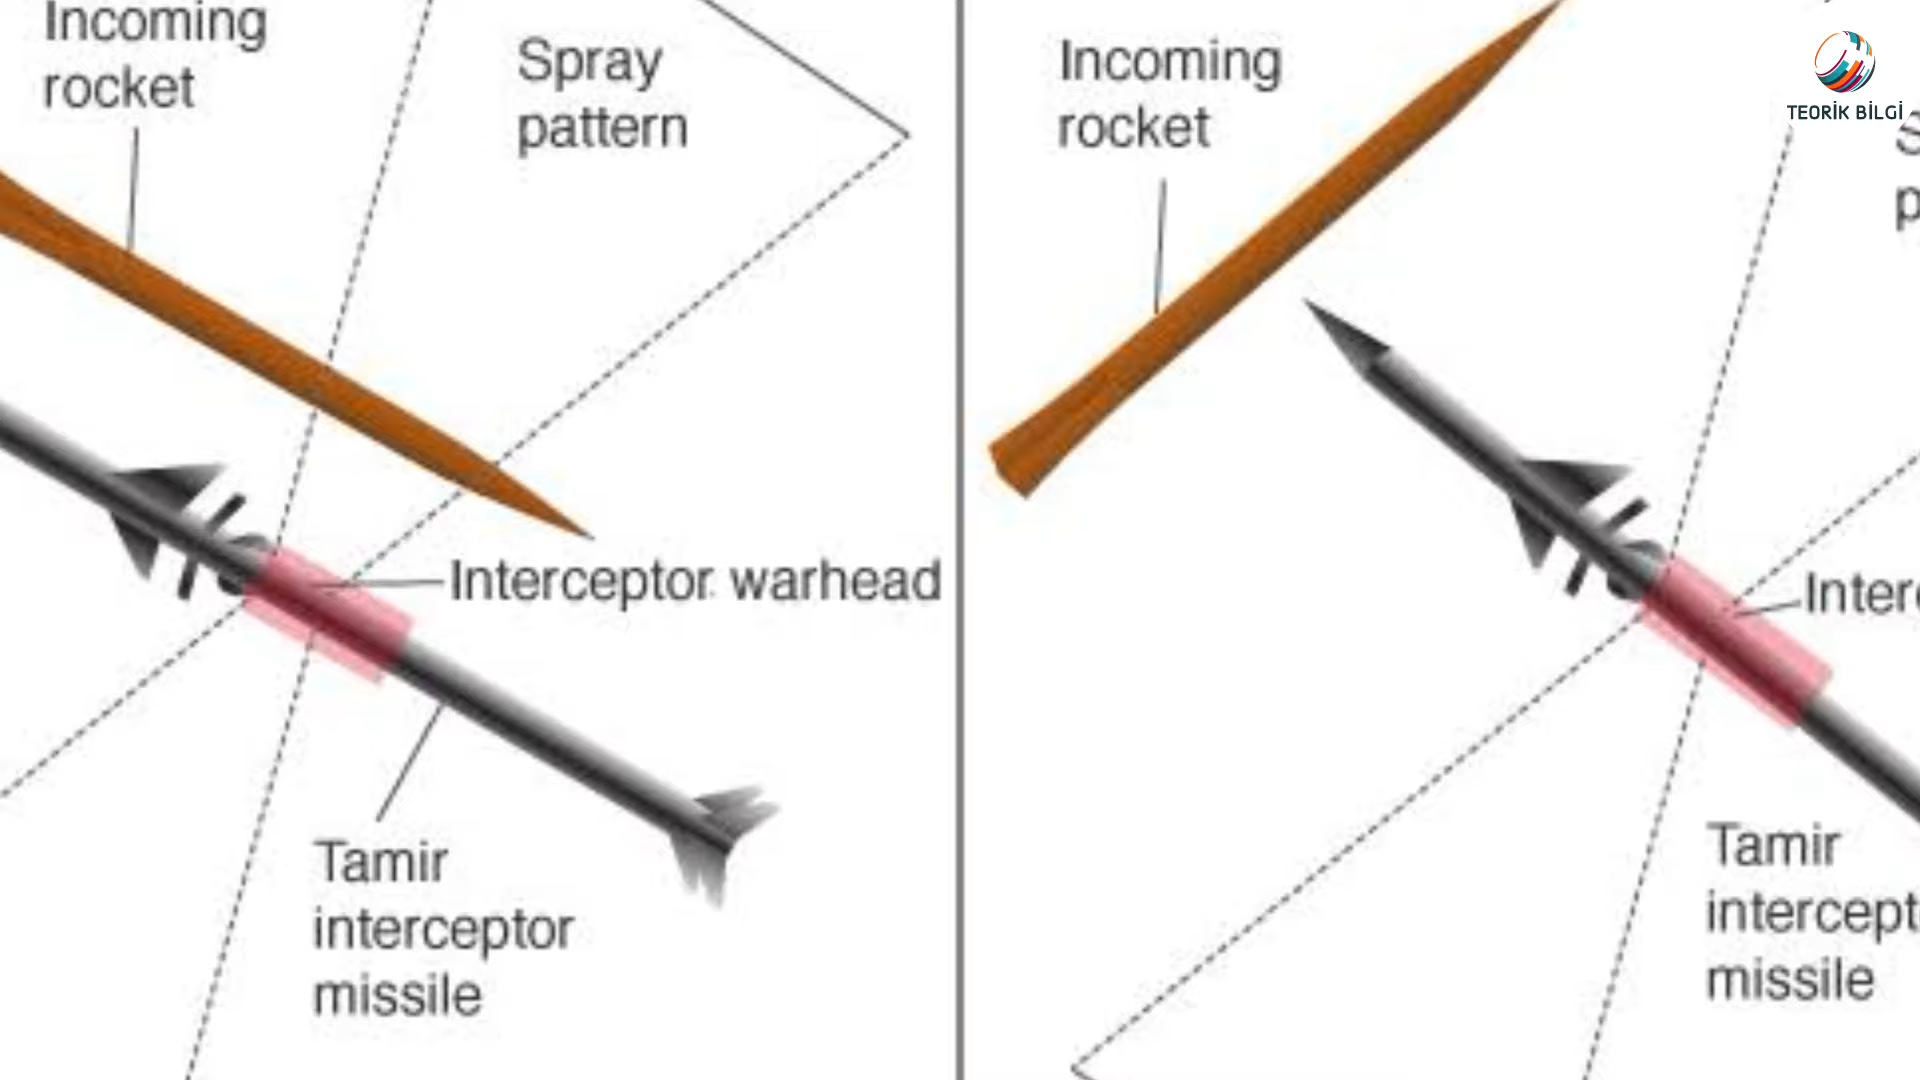 Incoming
rocket
Spray
pattern
Interceptor warhead
Tamir
interceptor
missile
Incoming
rocket
TEORİK BİLGİ
Tamir
missile